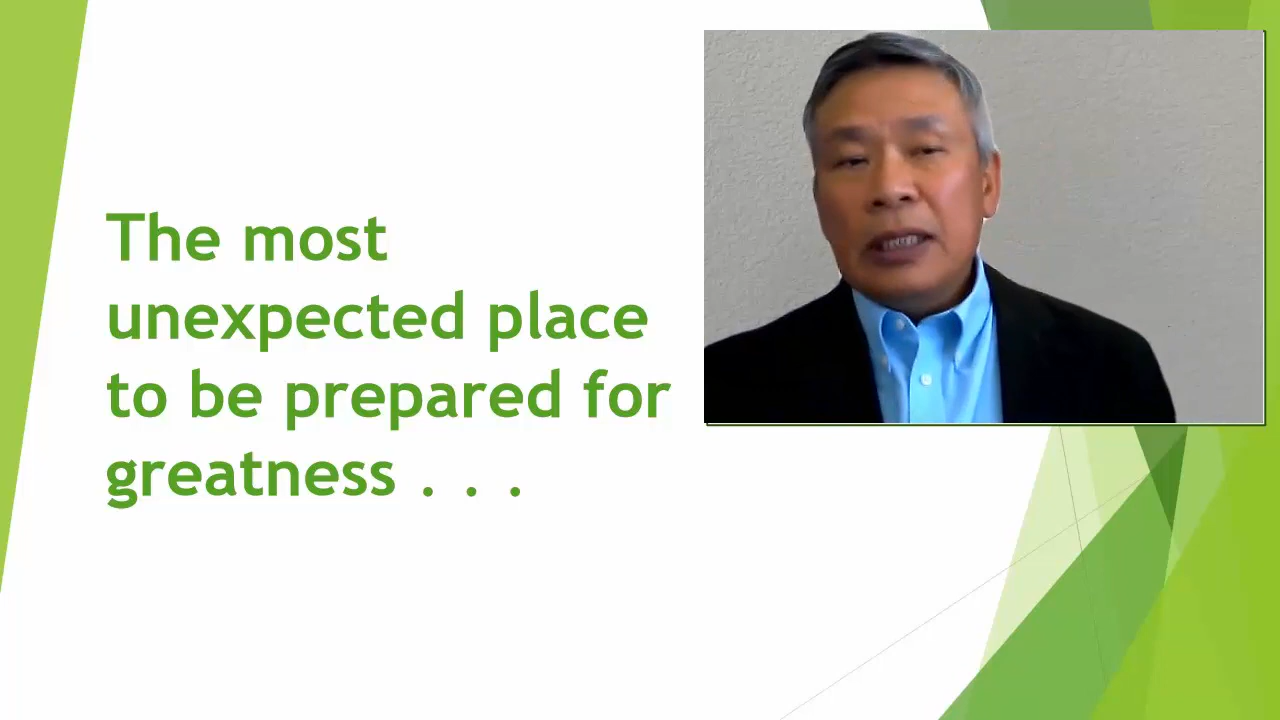 The most
unexpected place
to be prepared for
greatness . . .